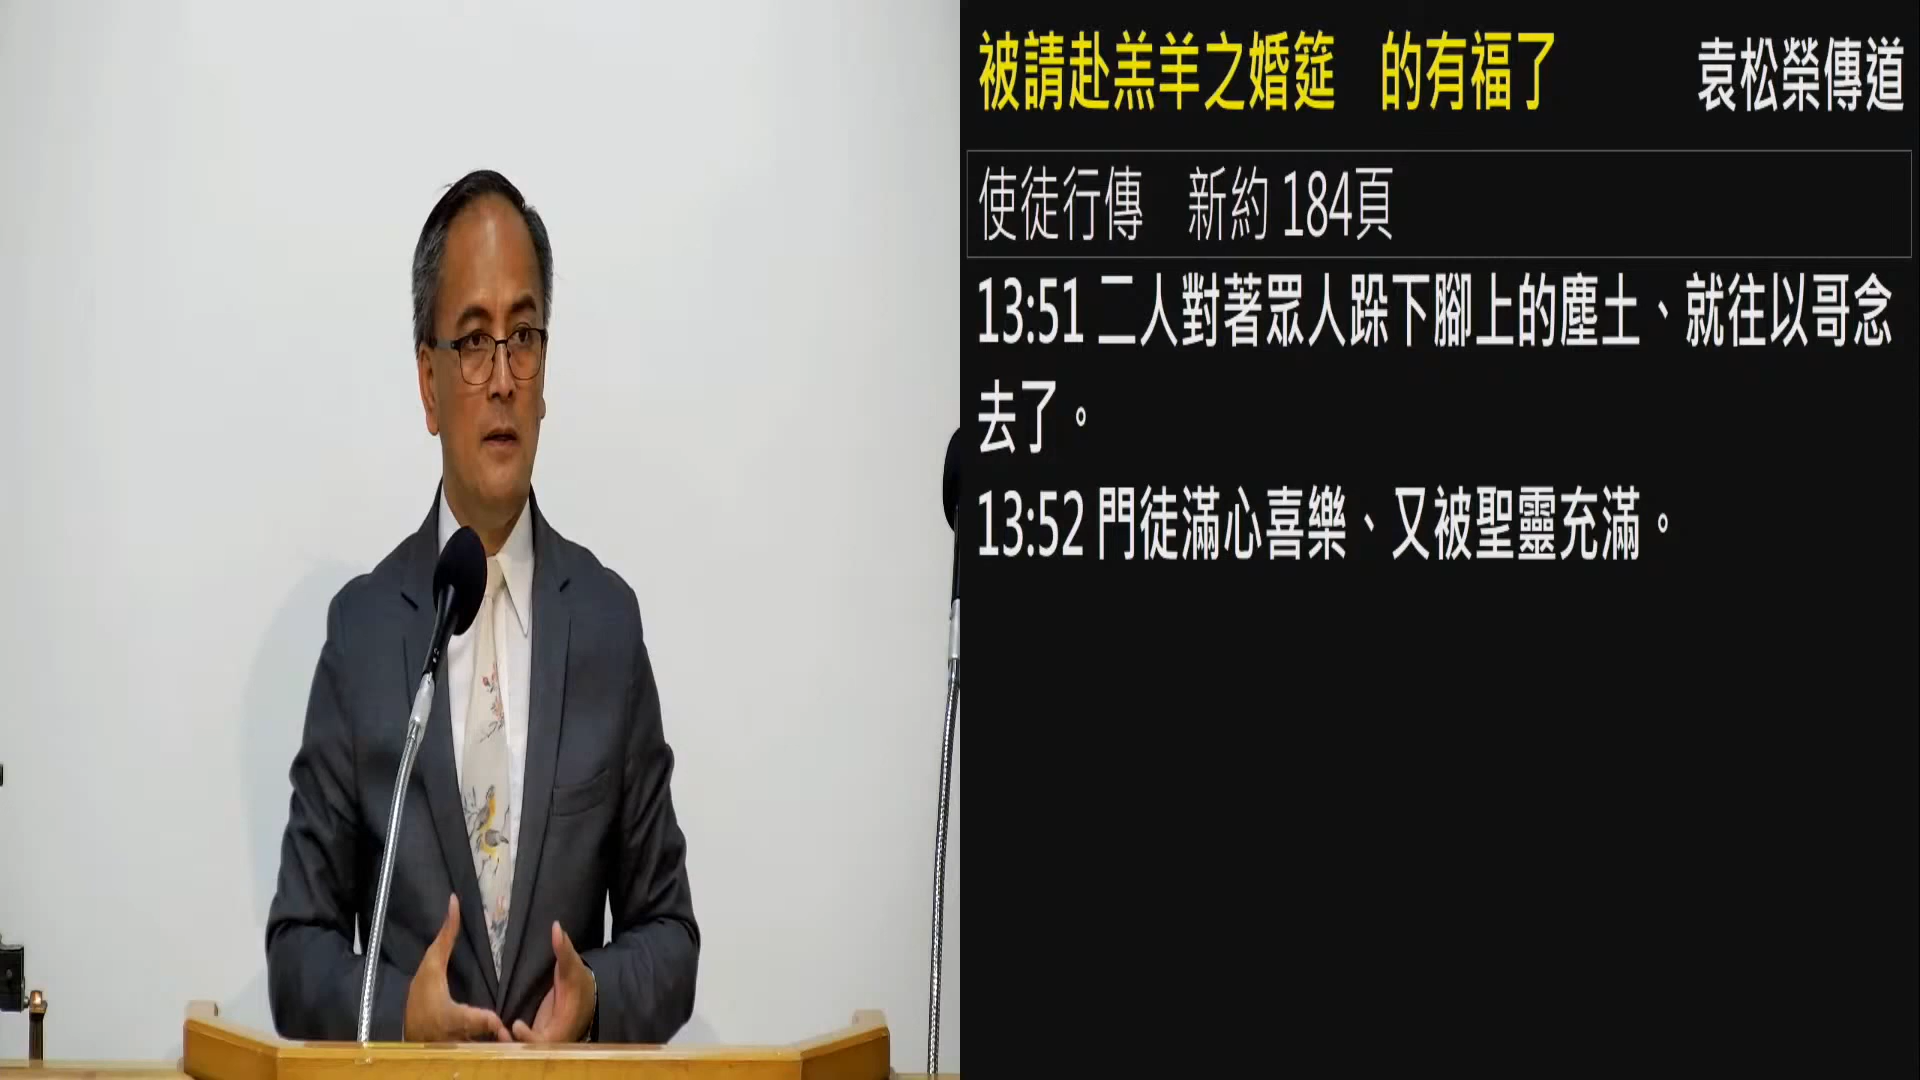 被請赴羔羊之婚筵　的有福了　袁松榮傳道
使徒行傳　新約 184頁
13:51 二人對著眾人跺下腳上的塵土、就往以哥念
去了。
13:52 門徒滿心喜樂、又被聖靈充滿。